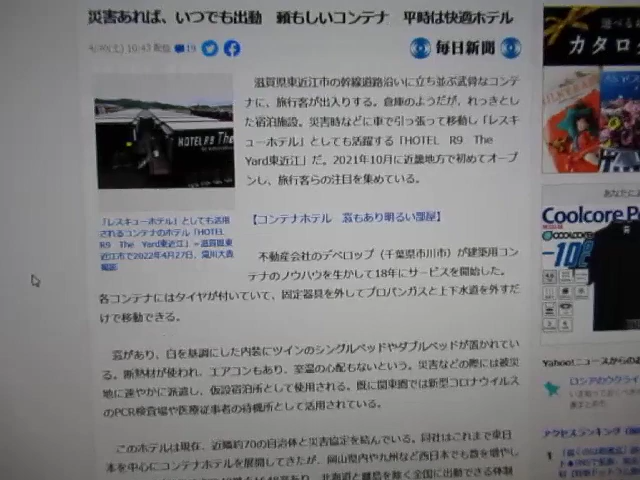 災害あれば、いつでも出動 頼もしいコンテナ 平時は快適ホテル
4/30(土) 10:43 配信 19
毎日新聞
滋賀県東近江市の幹線道路沿いに立ち並ぶ武骨なコンテ
ナに、旅行客が出入りする。倉庫のようだが、れっきとし
た宿泊施設。災害時などに車で引っ張って移動し「レスキ
ューホテル」としても活躍する「HOTEL R9 The
Yard東近江」だ。2021年10月に近畿地方で初めてオープ
ンし、旅行客らの注目を集めている。
HOTEL R9 The
「レスキューホテル」としても活用
されるコンテナのホテル「HOTEL
R9 The Yard東近江」=滋賀県東
近江市で2022年4月27日、
撮影
【コンテナホテル 窓もあり明るい部屋】
不動産会社のデベロップ(千葉県市川市)が建築用コン
テナのノウハウを生かして18年にサービスを開始した。
各コンテナにはタイヤが付いていて、固定器具を外してプロパンガスと上下水道を外すだ
けで移動できる。
窓があり、白を基調にした内装にツインのシングルベッドやダブルベッドが置かれてい
る。断熱材が使われ、エアコンもあり、室温の心配もないという。災害などの際には被災
地に速やかに派遣し、仮設宿泊所として使用される。既に関東圏では新型コロナウイルス
のPCR検査場や医療従事者の待機所として活用されている。
このホテルは現在、近隣約70の自治体と災害協定を結んでいる。同社はこれまで東日
本を中心にコンテナホテルを展開してきたが、岡山県内や九州など西日本でも数を増やし
カタロ
あなたに
Coolcore
Yahoo!ニュースからの
ロシアのウクライ
アクセスランキング
1